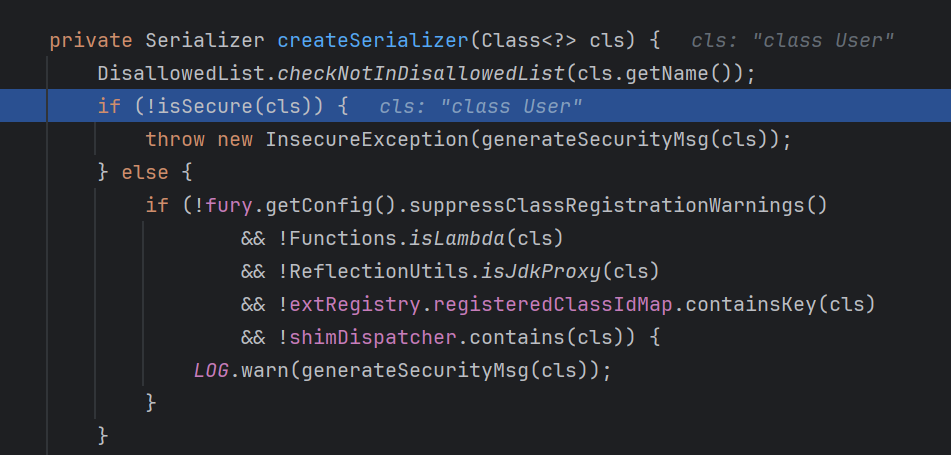 private Serializer createSerializer(Class<?> cls) {   cls: "class User"
    DisallowedList.checkNotInDisallowedList(cls.getName());
    if (!isSecure(cls)) {   cls: "class User"
        throw new InsecureException(generateSecurityMsg(cls));
    } else {
        if (!fury.getConfig().suppressClassRegistrationWarnings()
                && !Functions.isLambda(cls)
                && !ReflectionUtils.isJdkProxy(cls)
                && !extRegistry.registeredClassIdMap.containsKey(cls)
                && !shimDispatcher.contains(cls)) {
            LOG.warn(generateSecurityMsg(cls));
        }
    }